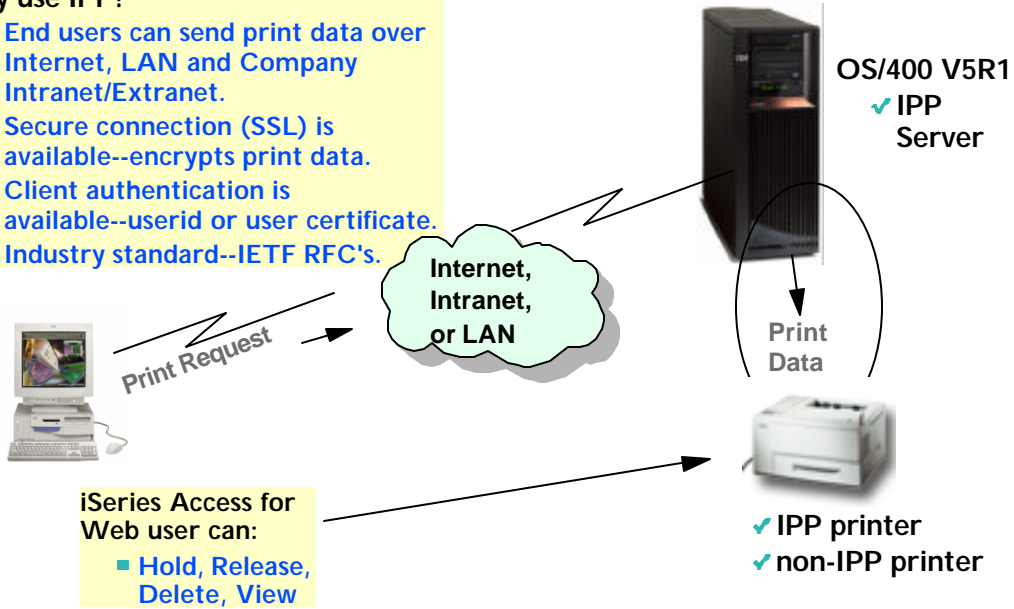 y use IPP?
End users can send print data over
Internet, LAN and Company
Intranet/Extranet.
Secure connection (SSL) is
available--encrypts print data.
Client authentication is
available--userid or user certificate.
Industry standard--IETF RFC's.
OS/400 V5R1
✓ IPP
Server
Internet,
Intranet,
or LAN
Print Request
Print
Data
iSeries Access for
Web user can:
Hold, Release,
Delete, View
✓ IPP printer
✓ non-IPP printer